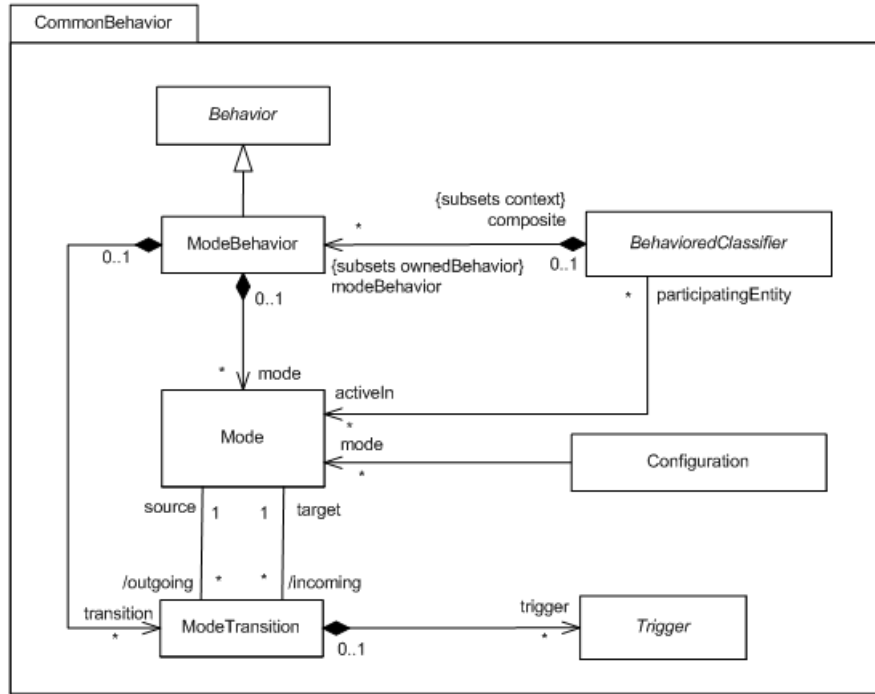 CommonBehavior
Behavior
{subsets context}
composite
*
ModeBehavior
BehavioredClassifier
0..1
{subsets ownedBehavior}
modeBehavior
0..1
0..1
*
participatingEntity
*
mode
activeIn
*
Mode
mode
*
Configuration
source
1
1
target
/outgoing
*
*
/incoming
transition
*
ModeTransition
0..1
trigger
*
Trigger